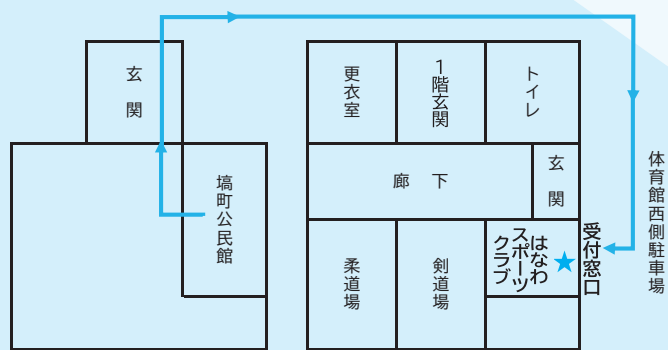 玄関
塙町公民館
更衣室
1階玄関
トイレ
廊下
玄関
柔道場
剣道場
はなわ
スポーツ
クラブ
受付窓口
体育館西側駐車場